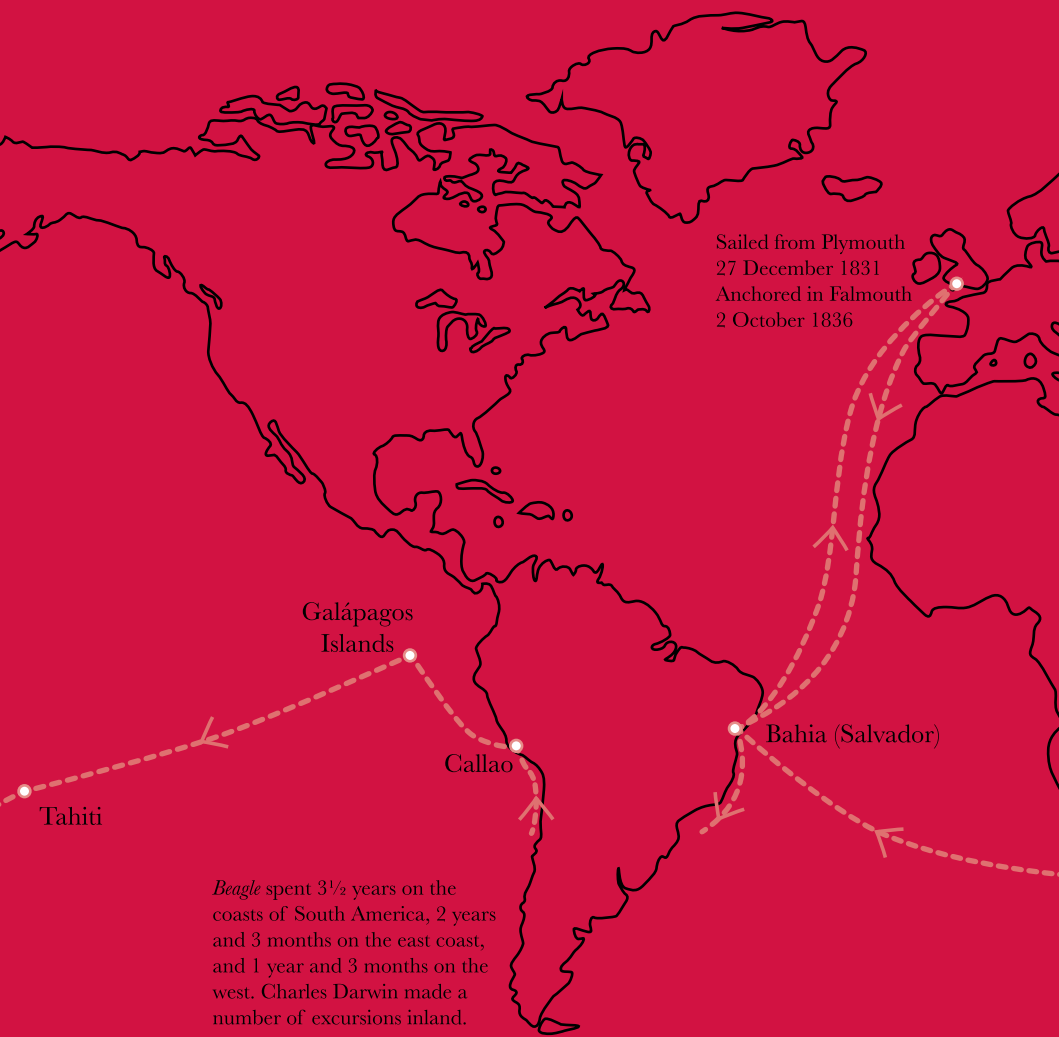 Sailed from Plymouth
27 December 1831
Anchored in Falmouth
2 October 1836
Galápagos
Islands
Bahia (Salvador)
Callao
Tahiti
Beagle spent 3½ years on the
coasts of South America, 2 years
and 3 months on the east coast,
and 1 year and 3 months on the
west. Charles Darwin made a
number of excursions inland.